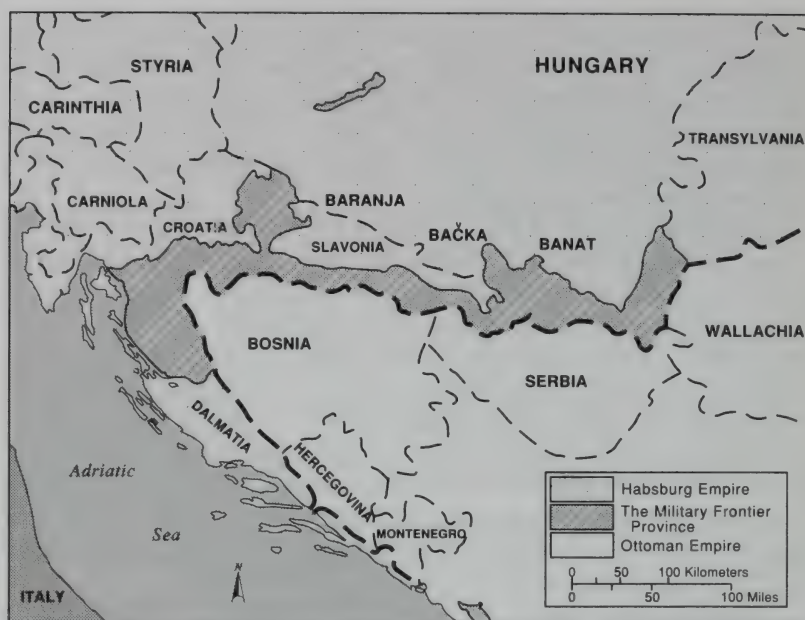 STYRIA
HUNGARY
CARINTHIA
TRANSYLVANIA
CARNIOLA
BARANJA
CROATIA
SLAVONIA
BAČKA
BANAT
BOSNIA
WALLACHIA
SERBIA
DALMATIA
HERCEGOVINA
Adriatic
Sea
MONTENEGRO
ITALY
N
Habsburg Empire
The Military Frontier
Province
Ottoman Empire
0 50 100 Kilometers
0 50 100 Miles